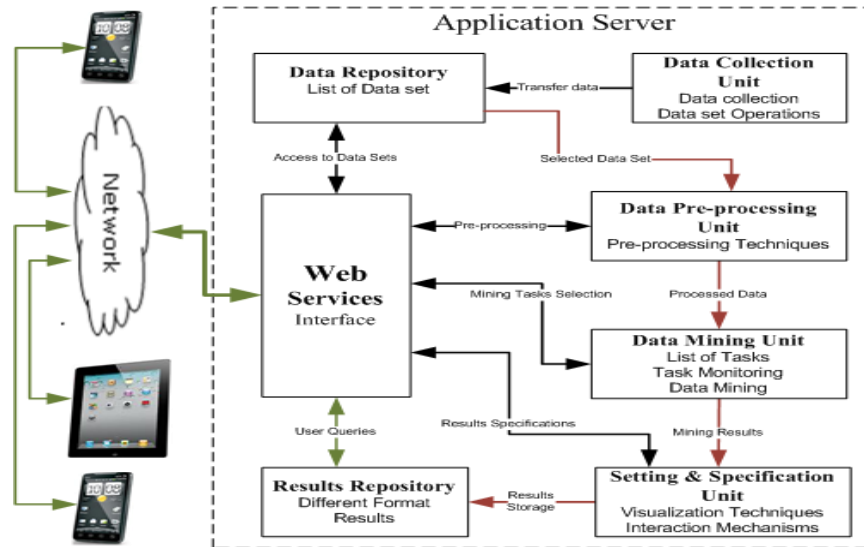 Application Server
Data Repository
List of Data set
Transfer data
Data Collection
Unit
Data collection
Data set Operations
Access to Data Sets
Selected Data Set
Network
Web
Services
Interface
Pre-processing
Data Pre-processing
Unit
Pre-processing Techniques
Processed Data
Mining Tasks Selection
Data Mining Unit
List of Tasks
Task Monitoring
Data Mining
User Queries
Results Specifications
Mining Results
Results Repository
Different Format
Results
Results
Storage
Setting & Specification
Unit
Visualization Techniques
Interaction Mechanisms